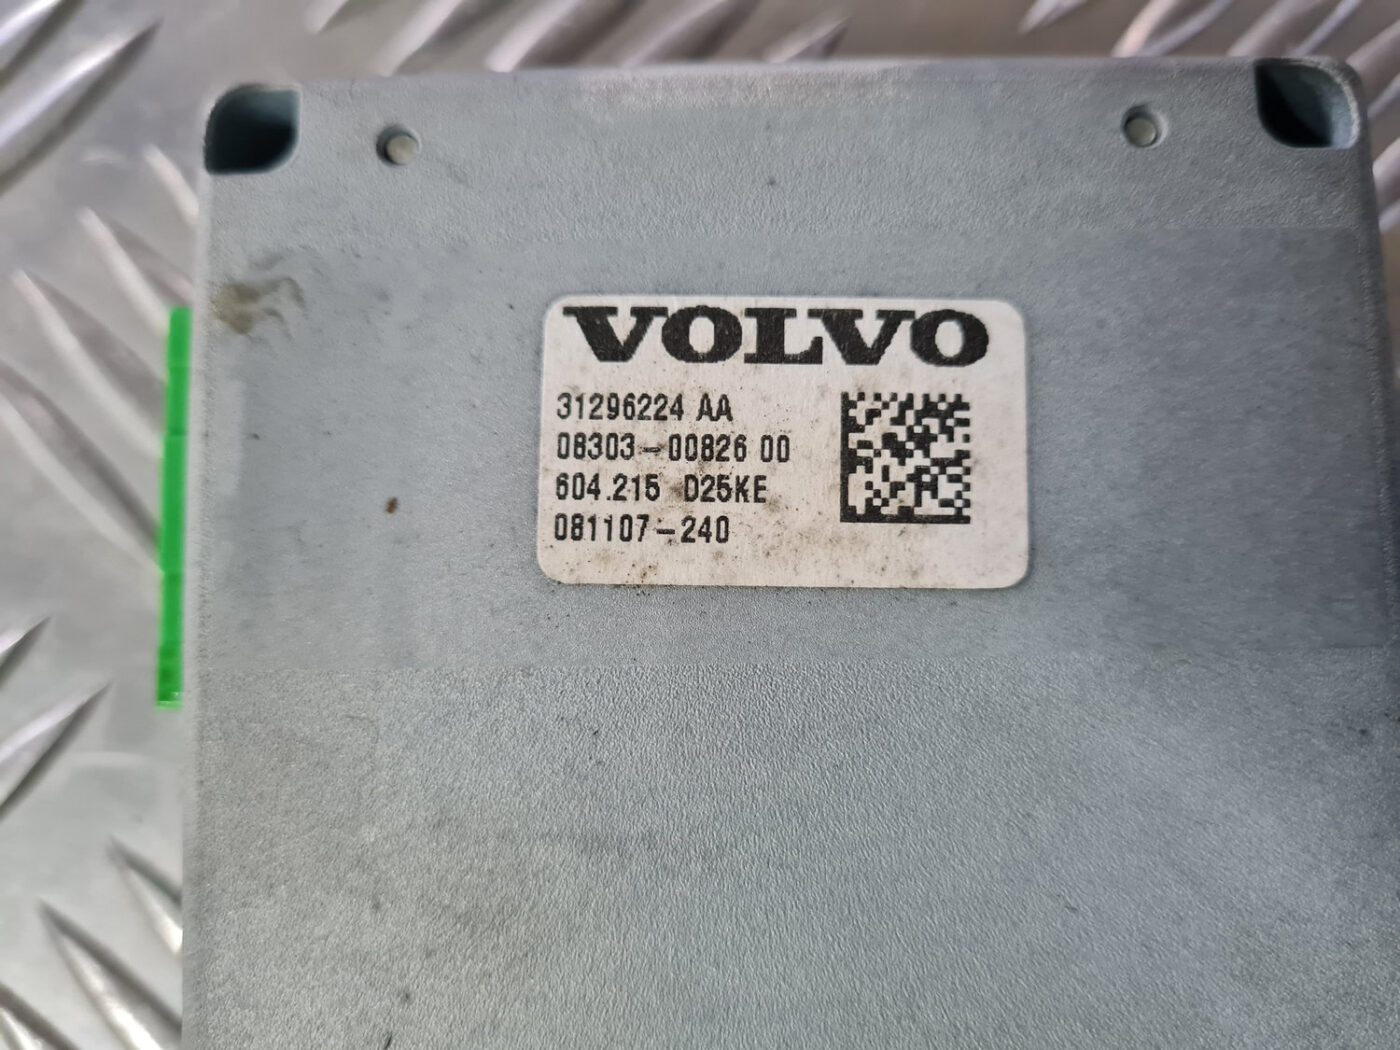 VOLVO
31296224 AA
08303-00826 00
604.215 D25KE
081107-240